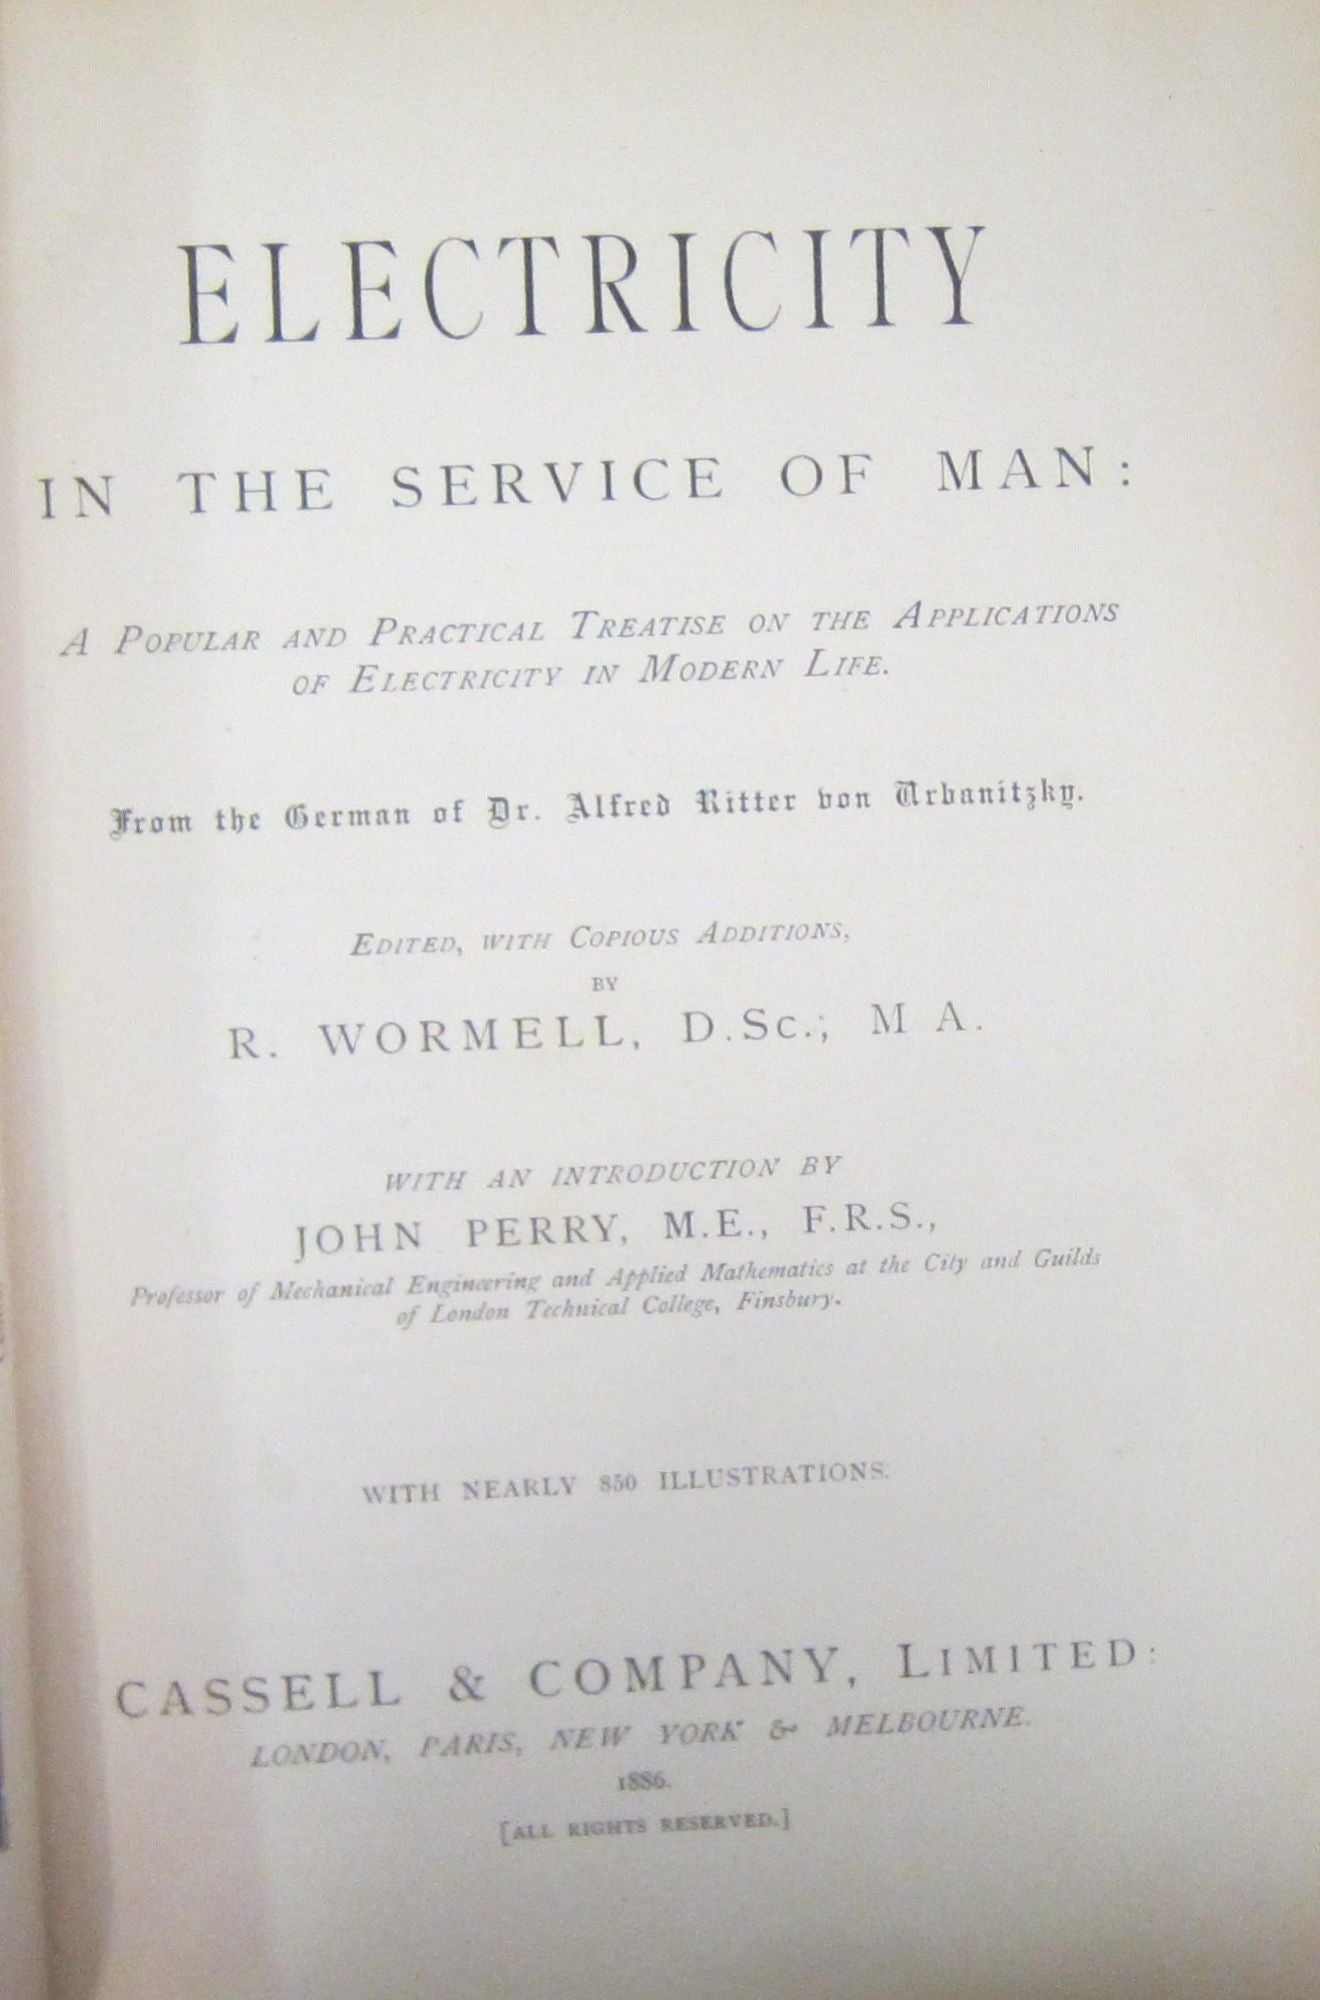 ELECTRICITY
IN THE SERVICE OF MAN:
A POPULAR AND PRACTICAL TREATISE ON THE APPLICATIONS
OF ELECTRICITY IN MODERN LIFE.
From the German of Dr. Alfred Ritter von Urbanitzky.
EDITED, WITH COPIOUS ADDITIONS,
BY
R. WORMELL, D.Sc.; M A.
WITH AN INTRODUCTION BY
JOHN PERRY, M.E., F.R.S.,
Professor of Mechanical Engineering and Applied Mathematics at the City and Guilds
of London Technical College, Finsbury.
WITH NEARLY 850 ILLUSTRATIONS.
CASSELL & COMPANY, LIMITED:
LONDON, PARIS, NEW YORK & MELBOURNE.
1886.
[ALL RIGHTS RESERVED.]